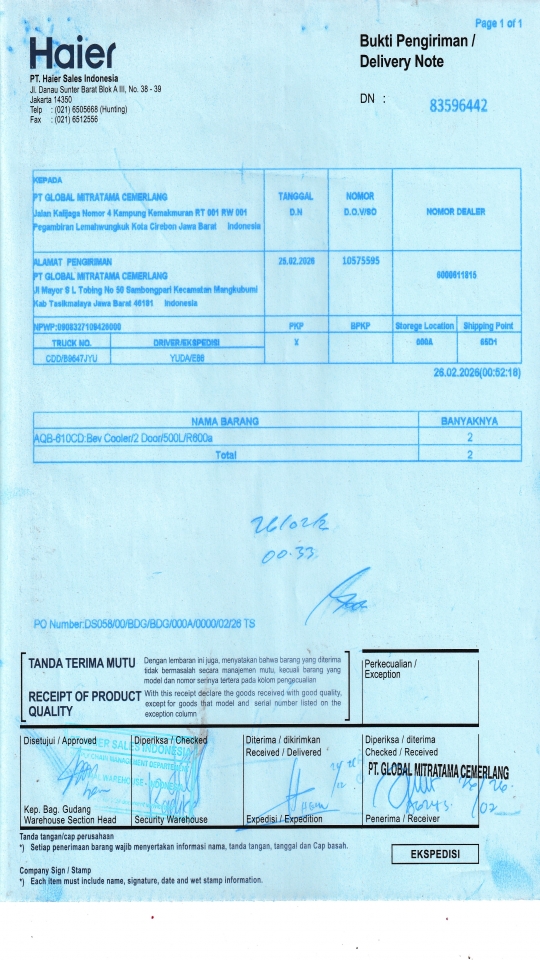 Page 1 of 1
Haier
Bukti Pengiriman /
Delivery Note
PT. Haier Sales Indonesia
Jl. Danau Sunter Barat Blok A III, No. 38 - 39
Jakarta 14350
Telp : (021) 6505668 (Hunting)
Fax : (021) 6512556
DN : 83596442
KEPADA
PT GLOBAL MITRATAMA CEMERLANG
Jalan Kalijaga Nomor 4 Kampung Kemakmuran RT 001 RW 001
Pegambiran Lemahwungkuk Kota Cirebon Jawa Barat Indonesia
TANGGAL
D.N
NOMOR
D.O.V/SO
NOMOR DEALER
ALAMAT PENGIRIMAN
PT GLOBAL MITRATAMA CEMERLANG
Jl Mayor S L Tobing No 50 Sambongpari Kecamatan Mangkubumi
Kab Tasikmalaya Jawa Barat 46181 Indonesia
25.02.2026
10575595
6000611815
NPWP:0908327109426000
PKP
BPKP
Storege Location
Shipping Point
TRUCK NO.
DRIVER/EKSPEDISI
X
000A
65D1
CDD/B9647JYU
YUDA/E86
26.02.2026(00:52:18)
NAMA BARANG
BANYAKNYA
AQB-610CD:Bev Cooler/2 Door/500L/R600a
2
Total
2
00.33
PO Number:DS058/00/BDG/BDG/000A/0000/02/26 TS
TANDA TERIMA MUTU
Dengan lembaran ini juga, menyatakan bahwa barang yang diterima
tidak bermasalah secara manajemen mutu, kecuali barang yang
model dan nomor serinya tertera pada kolom pengecualian
RECEIPT OF PRODUCT
QUALITY
With this receipt declare the goods received with good quality,
except for goods that model and serial number listed on the
exception column
Perkecualian /
Exception
Disetujui / Approved
Diperiksa / Checked
Diterima / dikirimkan
Received / Delivered
Diperiksa / diterima
Checked / Received
SALES INDONESIA
WAREHOUSE - INDONESIA
PT. GLOBAL MITRATAMA CEMERLANG
Kep. Bag. Gudang
Warehouse Section Head
Security Warehouse
Expedisi / Expedition
Penerima / Receiver
Tanda tangan/cap perusahaan
*) Setiap penerimaan barang wajib menyertakan informasi nama, tanda tangan, tanggal dan Cap basah.
EKSPEDISI
Company Sign / Stamp
*) Each item must include name, signature, date and wet stamp information.